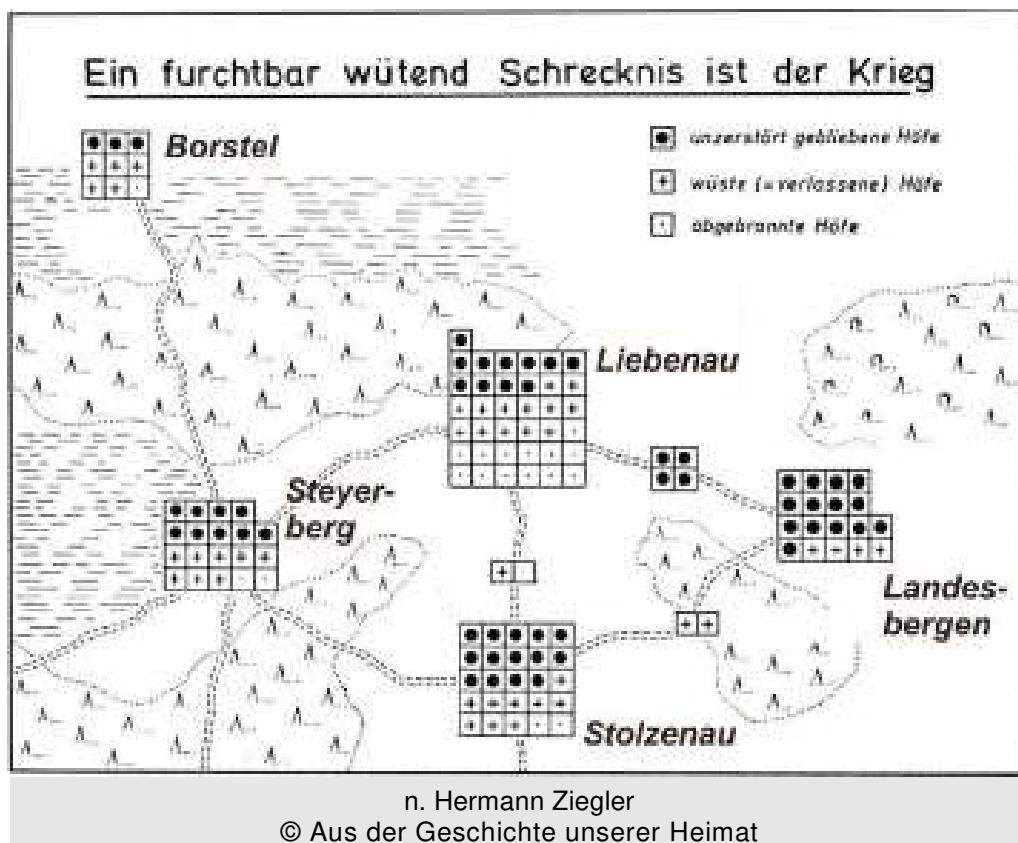 Ein furchtbar wütend Schrecknis ist der Krieg
Borstel
unzerstört gebliebene Höfe
wüste (=verlassene) Höfe
abgebrannte Höfe
Liebenau
Steyer-
berg
Landes-
bergen
Stolzenau
n. Hermann Ziegler
© Aus der Geschichte unserer Heimat